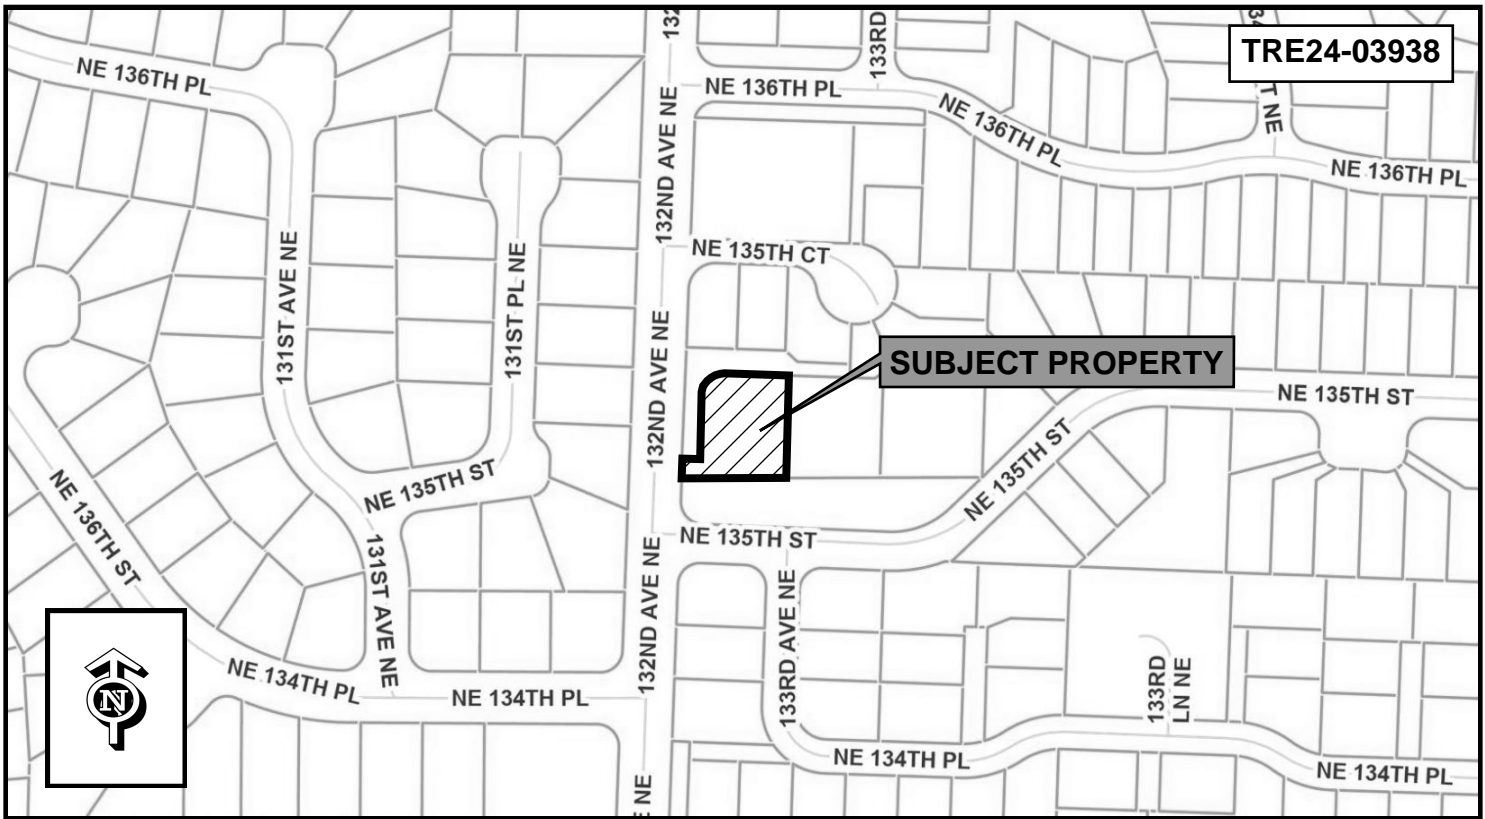 132
133RD
TRE24-03938
NE 136TH PL
NE 136TH PL
NE 136TH PL
NE 136TH PL
132ND AVE NE
NE 135TH CT
131ST AVE NE
131ST PL NE
132ND AVE NE
SUBJECT PROPERTY
NE 135TH ST
NE 135TH ST
NE 135TH ST
NE 135TH ST
NE 136TH ST
131ST AVE NE
132ND AVE NE
133RD AVE NE
133RD
LN NE
NE 134TH PL
NE 134TH PL
NE 134TH PL
NE 134TH PL
N
NE